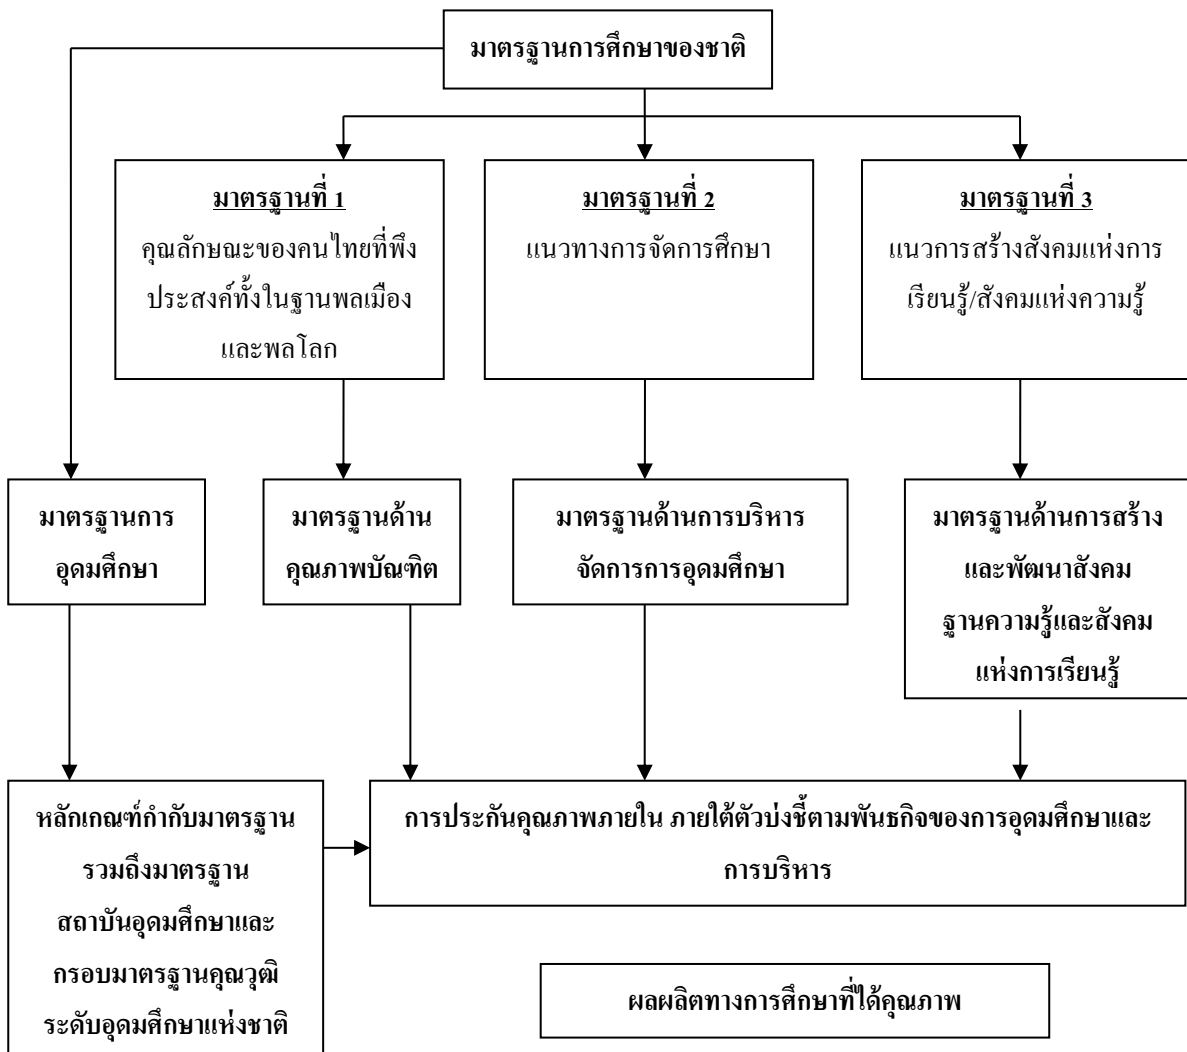 มาตรฐานการศึกษาของชาติ
มาตรฐานที่ 1
คุณลักษณะของคนไทยที่พึง
ประสงค์ทั้งในฐานพลเมือง
และพลโลก
มาตรฐานที่ 2
แนวทางการจัดการศึกษา
มาตรฐานที่ 3
แนวการสร้างสังคมแห่งการ
เรียนรู้/สังคมแห่งความรู้
มาตรฐานการ
อุดมศึกษา
มาตรฐานด้าน
คุณภาพบัณฑิต
มาตรฐานด้านการบริหาร
จัดการการอุดมศึกษา
มาตรฐานด้านการสร้าง
และพัฒนาสังคม
ฐานความรู้และสังคม
แห่งการเรียนรู้
หลักเกณฑ์กำกับมาตรฐาน
รวมถึงมาตรฐาน
สถาบันอุดมศึกษาและ
กรอบมาตรฐานคุณวุฒิ
ระดับอุดมศึกษาแห่งชาติ
การประกันคุณภาพภายใน ภายใต้ตัวบ่งชี้ตามพันธกิจของการอุดมศึกษาและ
การบริหาร
ผลผลิตทางการศึกษาที่ได้คุณภาพ